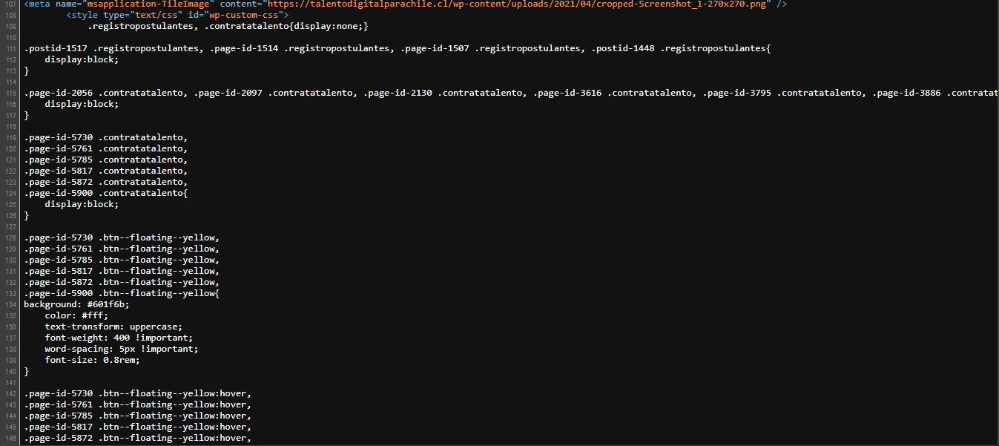 107 <meta name="msapplication-TileImage" content="https://talentodigitalparachile.cl/wp-content/uploads/2021/04/cropped-Screenshot_1-270x270.png" />
108 <style type="text/css" id="wp-custom-css">
109 .registropostulantes, .contratatalento{display:none;}
110
111 .postid-1517 .registropostulantes, .page-id-1514 .registropostulantes, .page-id-1507 .registropostulantes, .postid-1448 .registropostulantes{
112 display:block;
113 }
114
115 .page-id-2056 .contratatalento, .page-id-2097 .contratatalento, .page-id-2130 .contratatalento, .page-id-3616 .contratatalento, .page-id-3795 .contratatalento, .page-id-3886 .contratat
116 display:block;
117 }
118
119 .page-id-5730 .contratatalento,
120 .page-id-5761 .contratatalento,
121 .page-id-5785 .contratatalento,
122 .page-id-5817 .contratatalento,
123 .page-id-5872 .contratatalento,
124 .page-id-5900 .contratatalento{
125 display:block;
126 }
127
128 .page-id-5730 .btn--floating--yellow,
129 .page-id-5761 .btn--floating--yellow,
130 .page-id-5785 .btn--floating--yellow,
131 .page-id-5817 .btn--floating--yellow,
132 .page-id-5872 .btn--floating--yellow,
133 .page-id-5900 .btn--floating--yellow{
134 background: #601f6b;
135 color: #fff;
136 text-transform: uppercase;
137 font-weight: 400 !important;
138 word-spacing: 5px !important;
139 font-size: 0.8rem;
140 }
141
142 .page-id-5730 .btn--floating--yellow:hover,
143 .page-id-5761 .btn--floating--yellow:hover,
144 .page-id-5785 .btn--floating--yellow:hover,
145 .page-id-5817 .btn--floating--yellow:hover,
146 .page-id-5872 .btn--floating--yellow:hover,